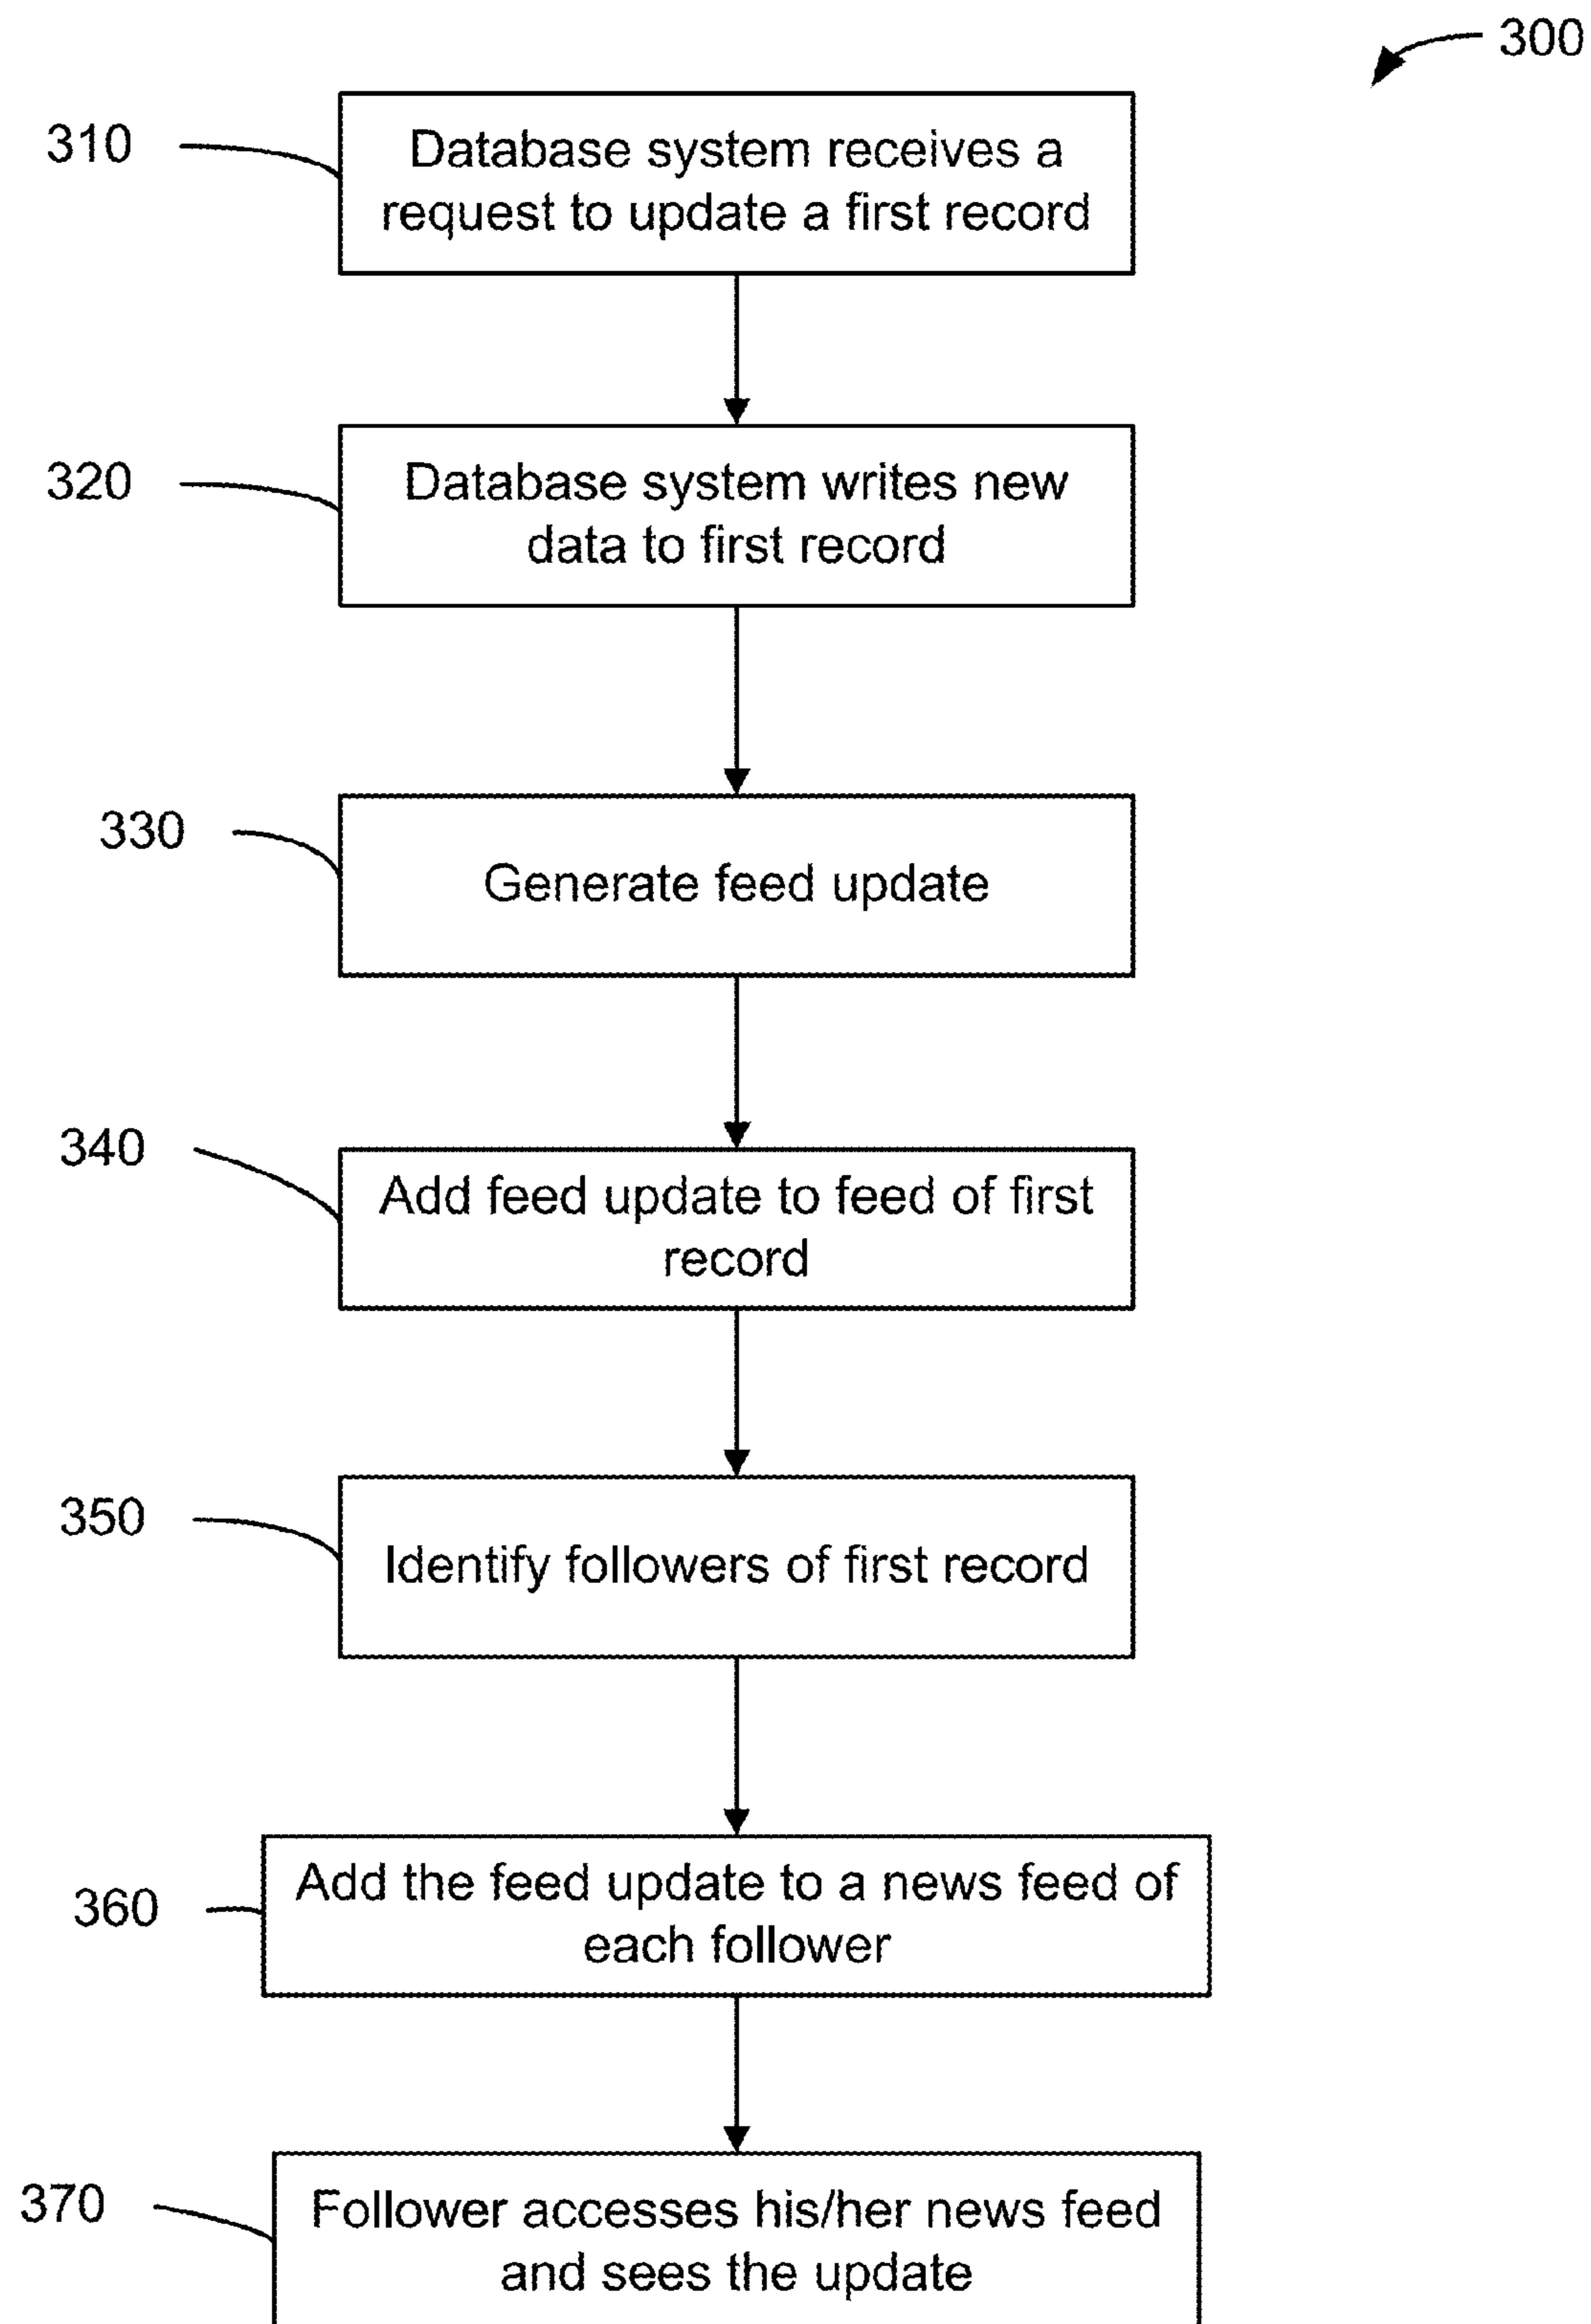 300
310
Database system receives a
request to update a first record
320
Database system writes new
data to first record
330
Generate feed update
340
Add feed update to feed of first
record
350
Identify followers of first record
360
Add the feed update to a news feed of
each follower
370
Follower accesses his/her news feed
and sees the update